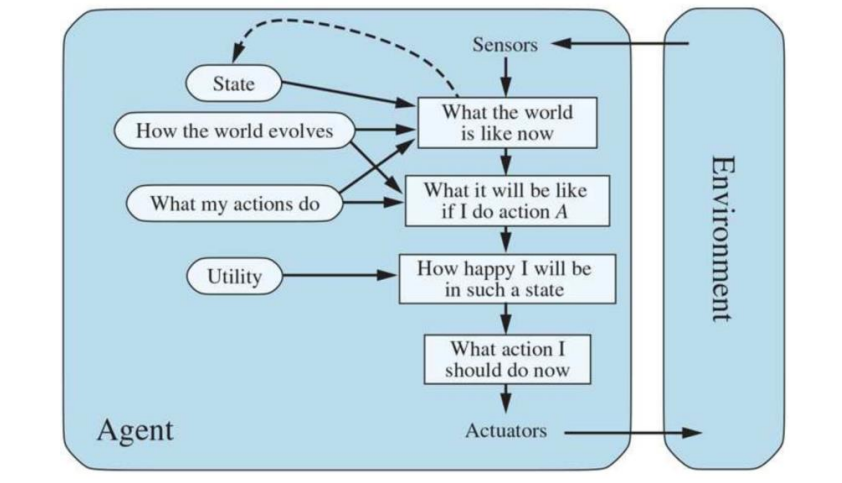 Sensors
State
What the world
is like now
How the world evolves
What it will be like
if I do action A
What my actions do
How happy I will be
in such a state
Utility
What action I
should do now
Agent
Actuators
Environment